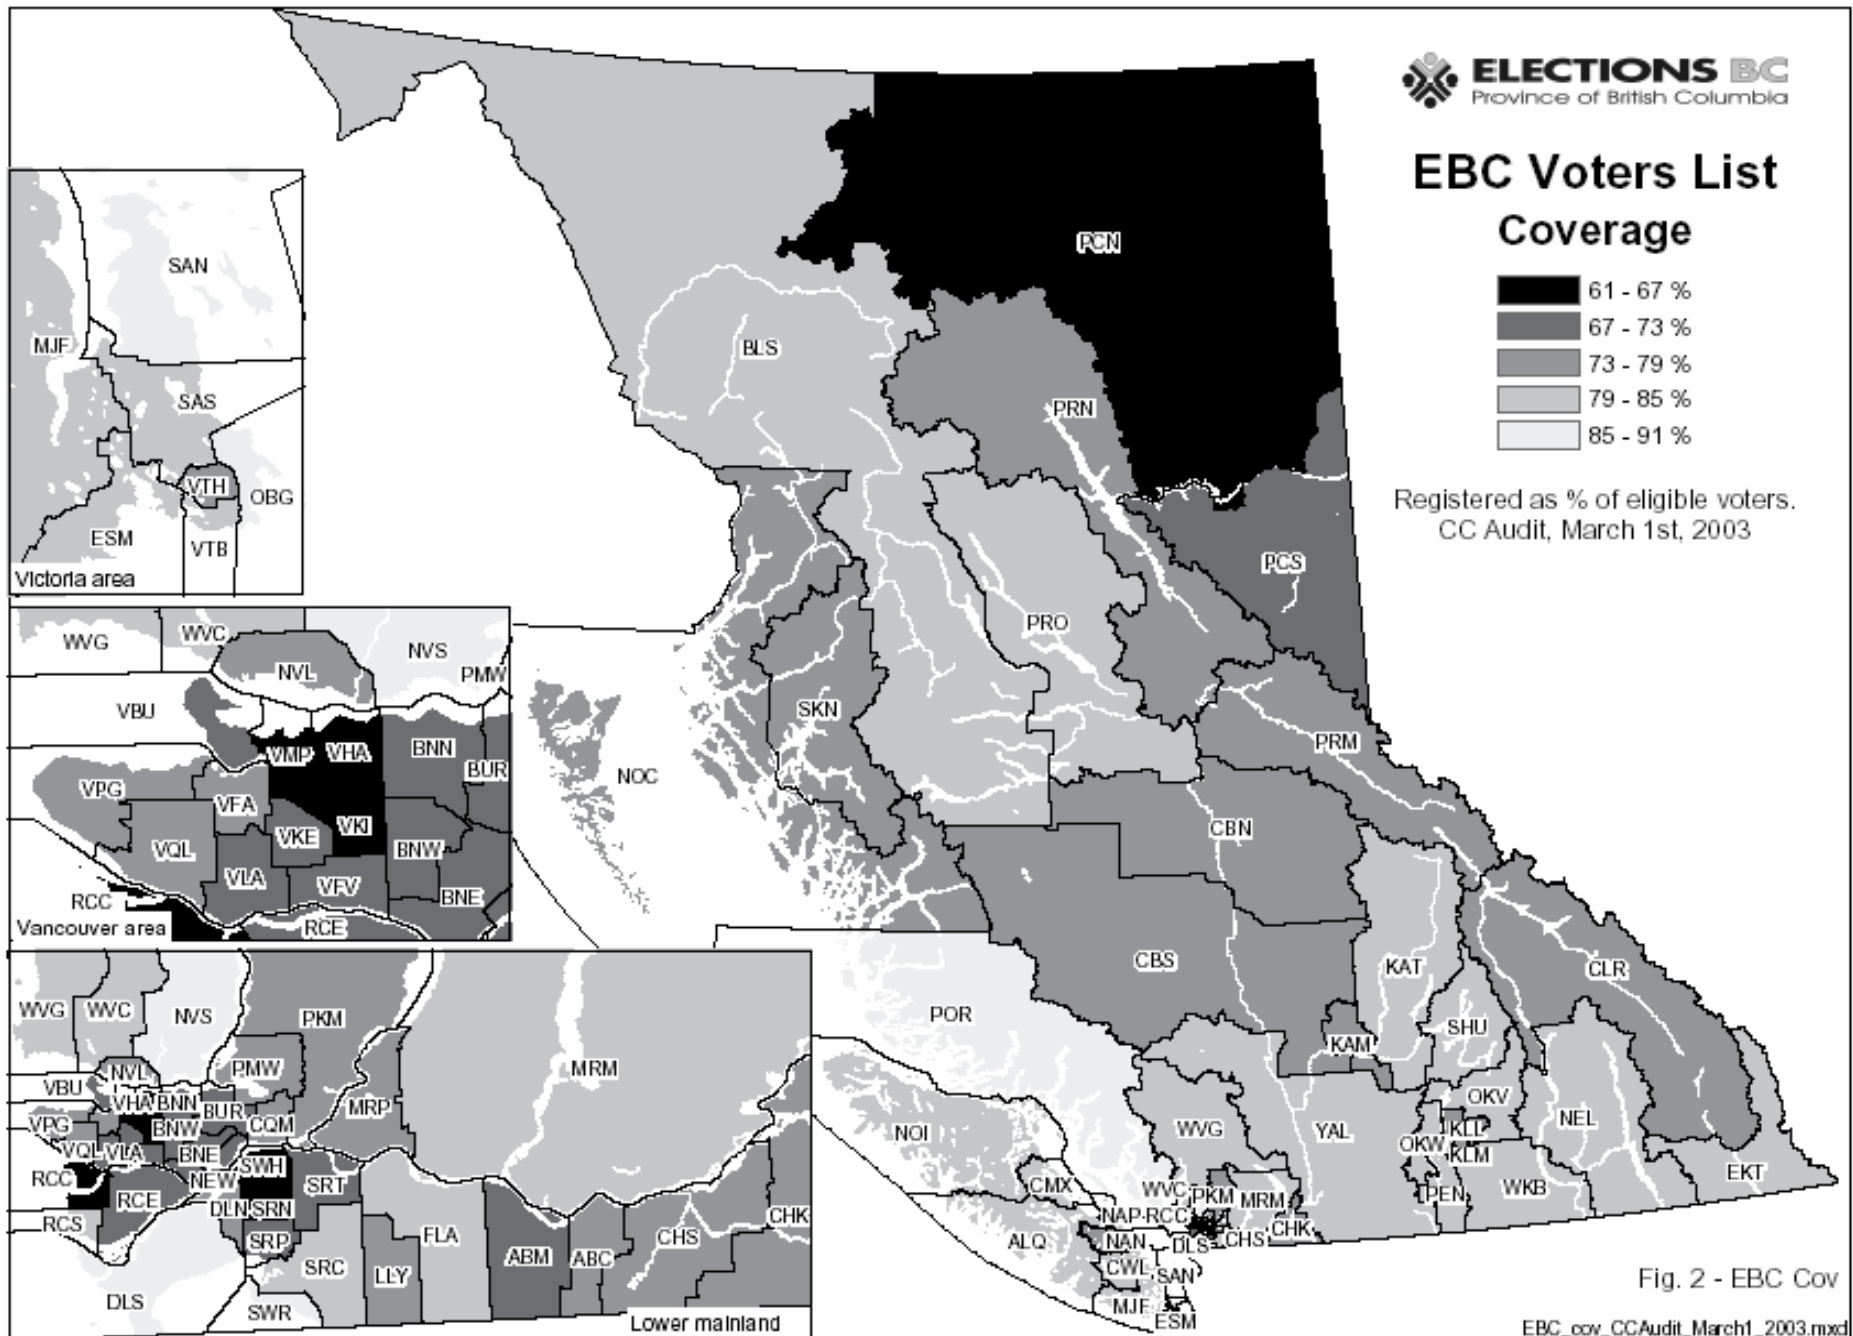 ELECTIONS BC
Province of British Columbia
EBC Voters List
Coverage
61 - 67 %
67 - 73 %
73 - 79 %
79 - 85 %
85 - 91 %
Registered as % of eligible voters.
CC Audit, March 1st, 2003
PCN
BLS
PRN
PCS
PRO
SKN
PRM
NOC
CBN
CBS
KAT
CLR
POR
SHU
KAM
OKV
NOI
WVG
YAL
KLL
NEL
OKW
KLM
CMX
WVC
PKM
MRM
PEN
WKB
EKT
NAP
RCC
ALQ
NAN
DLS
CHS
CHK
CWL
SAN
MJF
ESM
SAN
MJF
SAS
VTH
OBG
ESM
VTB
Victoria area
WVG
WVC
NVS
NVL
PMW
VBU
VMP
VHA
BNN
BUR
VPG
VFA
VKE
VKI
VQL
BNW
VLA
VFV
BNE
RCC
RCE
Vancouver area
WVG
WVC
NVS
PKM
MRM
NVL
PMW
VBU
VHA
BNN
BUR
MRP
VPG
BNW
CQM
VQL
VLA
BNE
SWH
RCC
RCE
NEW
SRT
RCS
DLN
SRN
SRP
FLA
CHK
CHS
ABM
ABC
SRC
LLY
DLS
SWR
Lower mainland
Fig. 2 - EBC Cov
EBC_cov_CCAudit_March1_2003.mxd